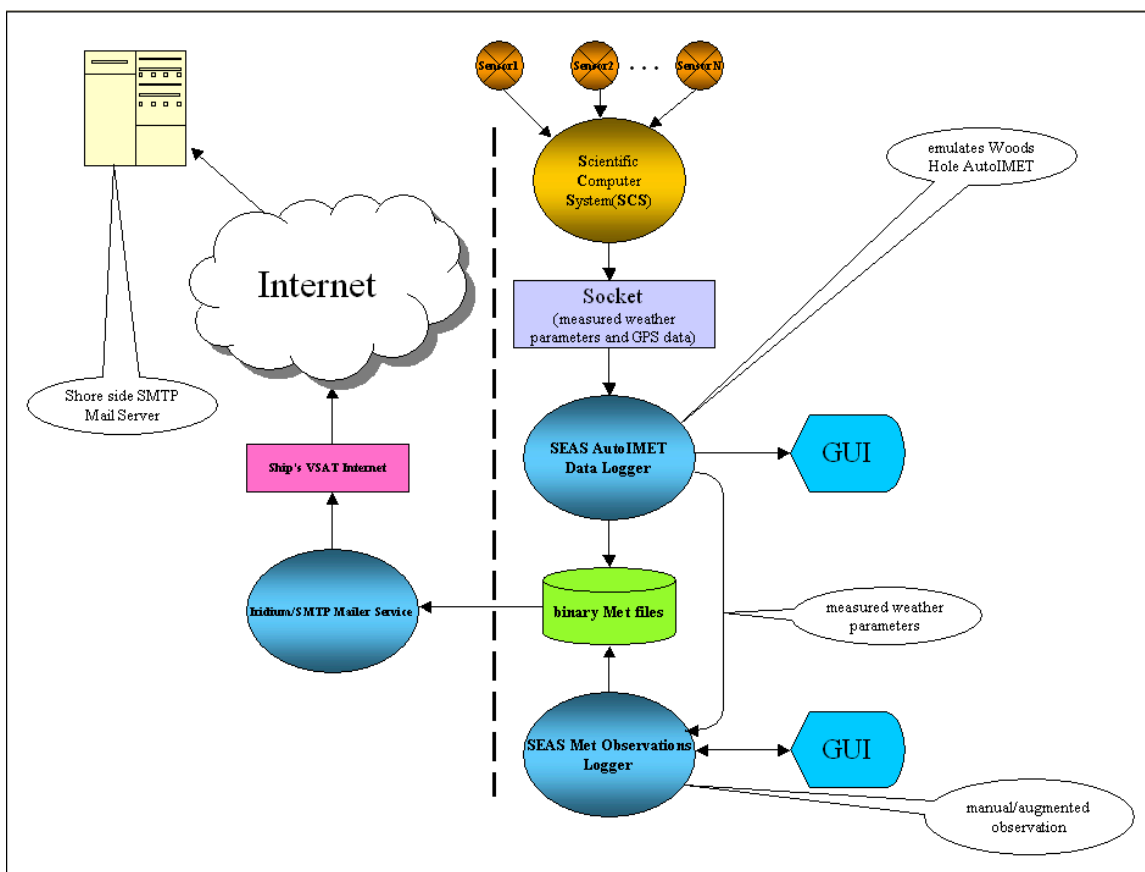 Sensor1
Sensor2
. . .
SensorN
Scientific
Computer
System(SCS)
emulates Woods
Hole AutoIMET
Internet
Socket
(measured weather
parameters and GPS data)
Shore side SMTP
Mail Server
SEAS AutoIMET
Data Logger
GUI
Ship's VSAT Internet
Iridium/SMTP Mailer Service
binary Met files
measured weather
parameters
SEAS Met Observations
Logger
GUI
manual/augmented
observation